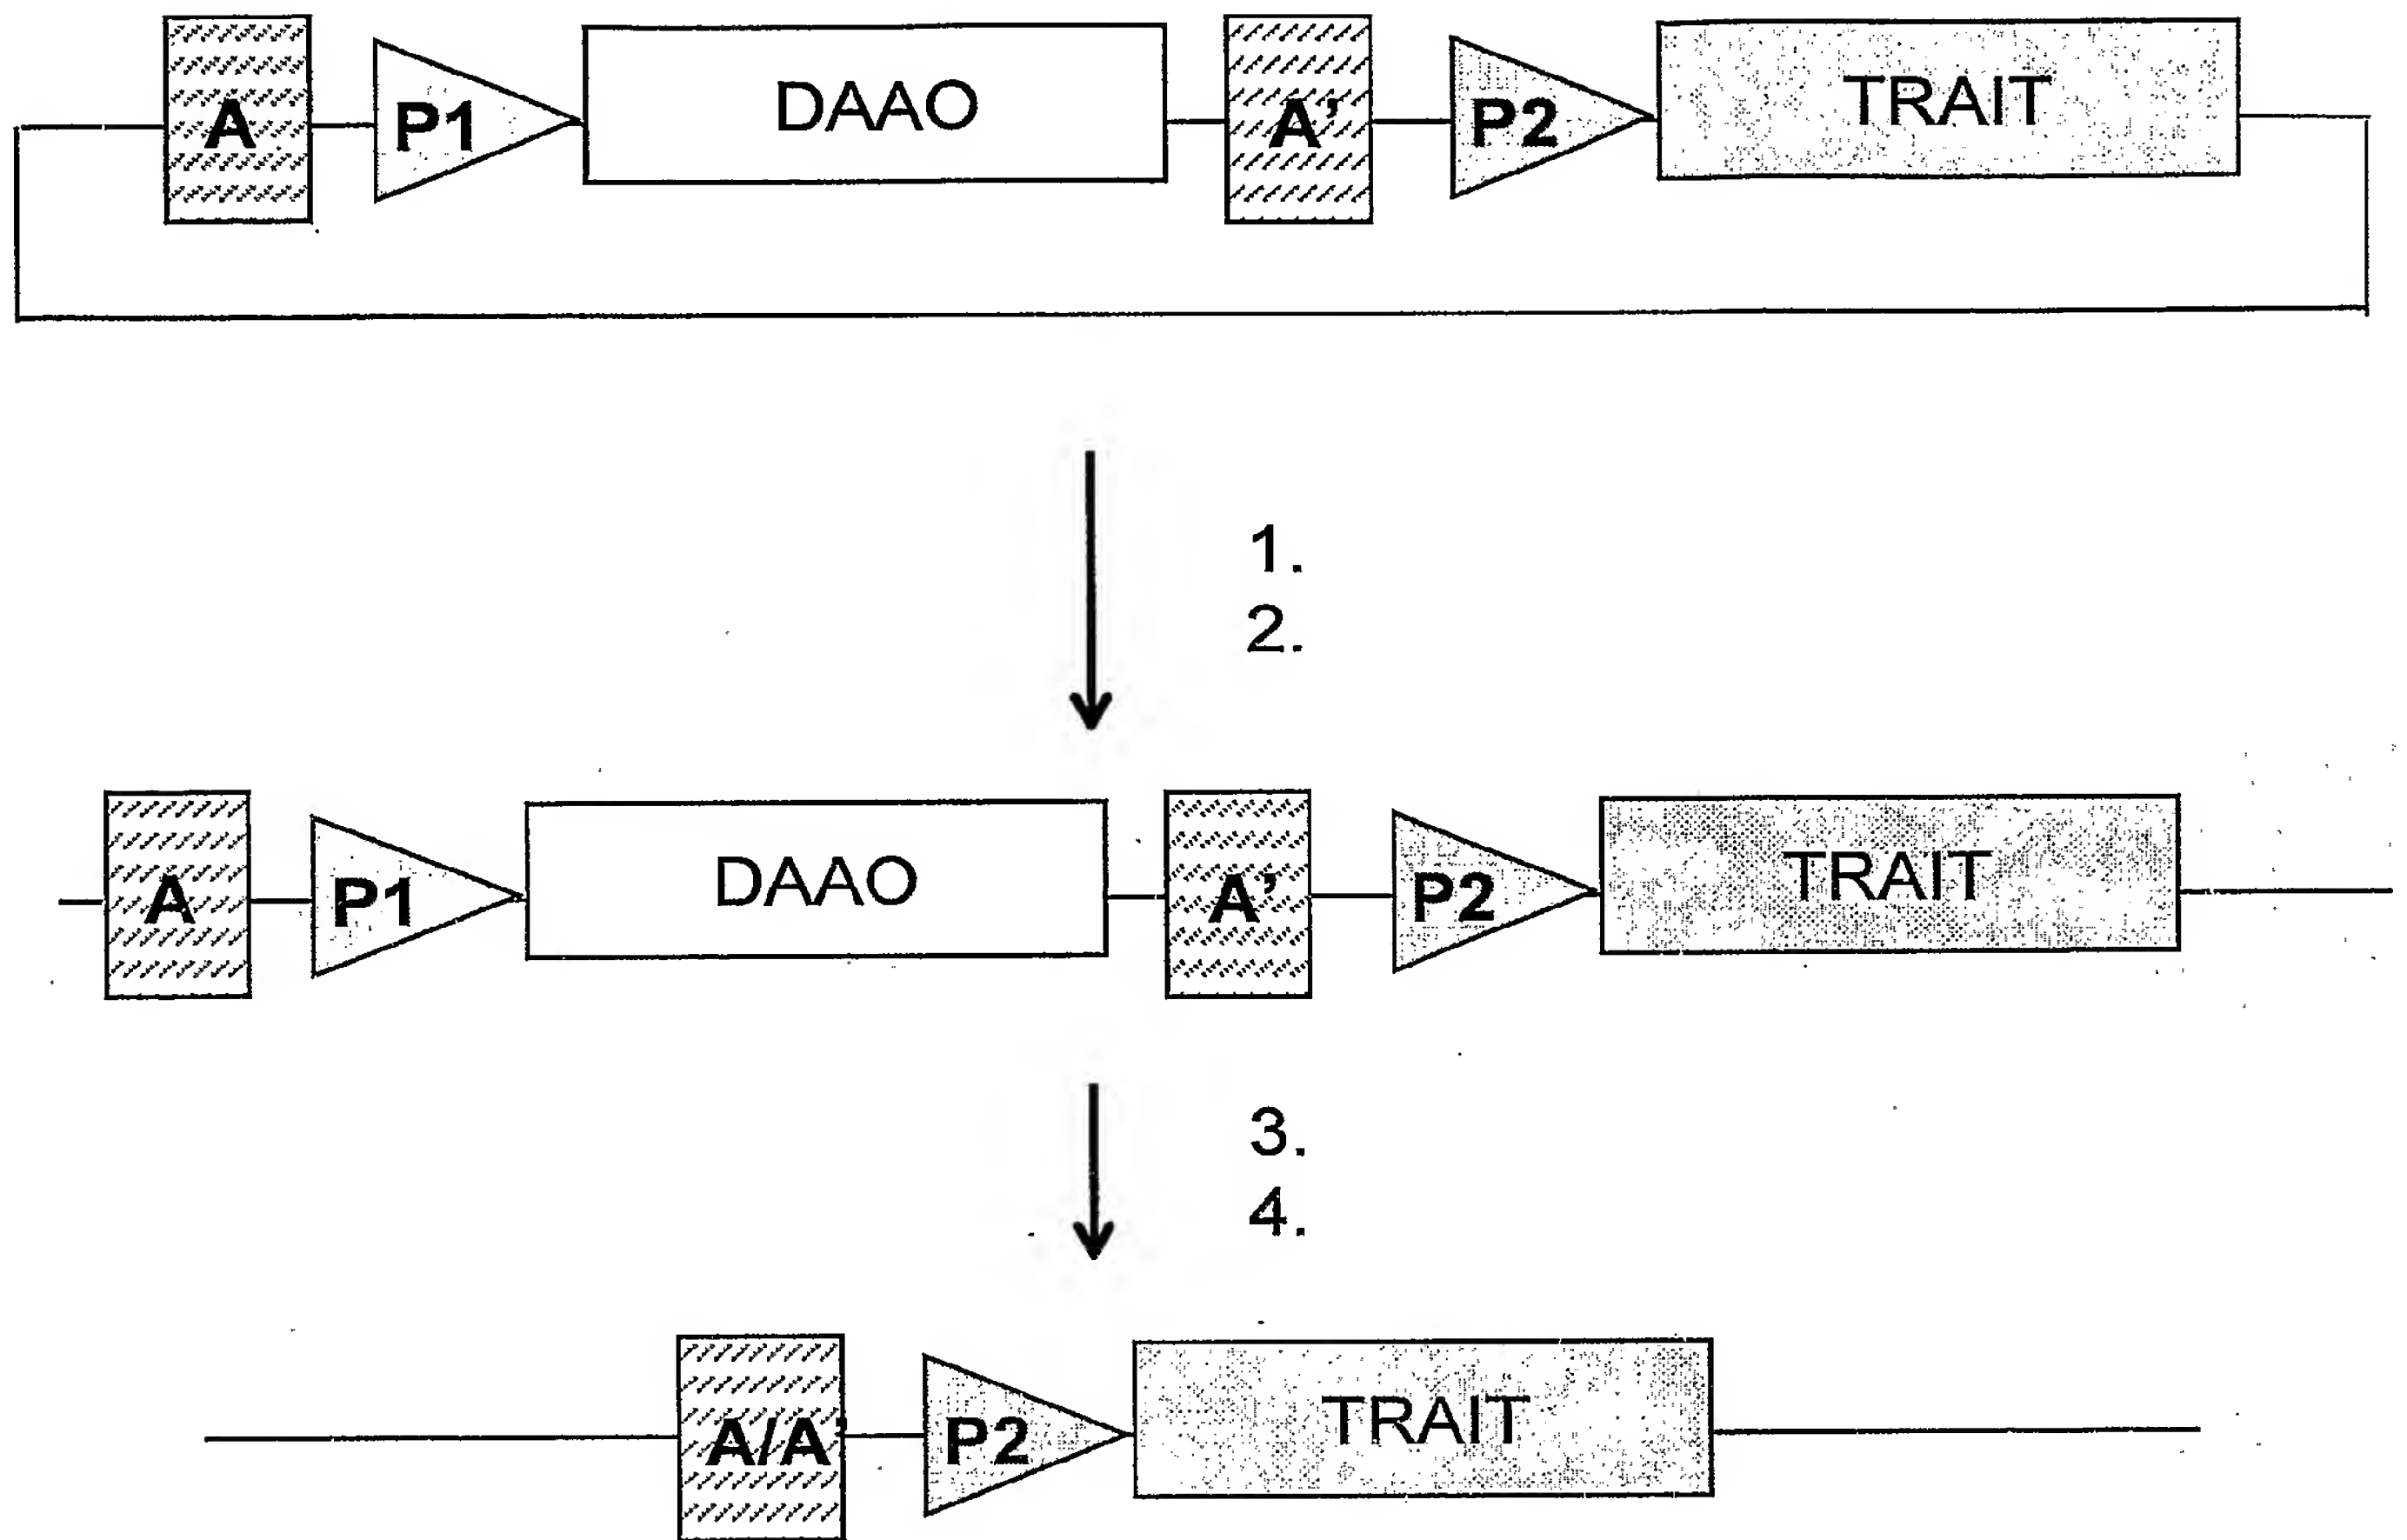 A P1 DAAO A' P2 TRAIT
1.
2.
A P1 DAAO A' P2 TRAIT
3.
4.
A/A' P2 TRAIT